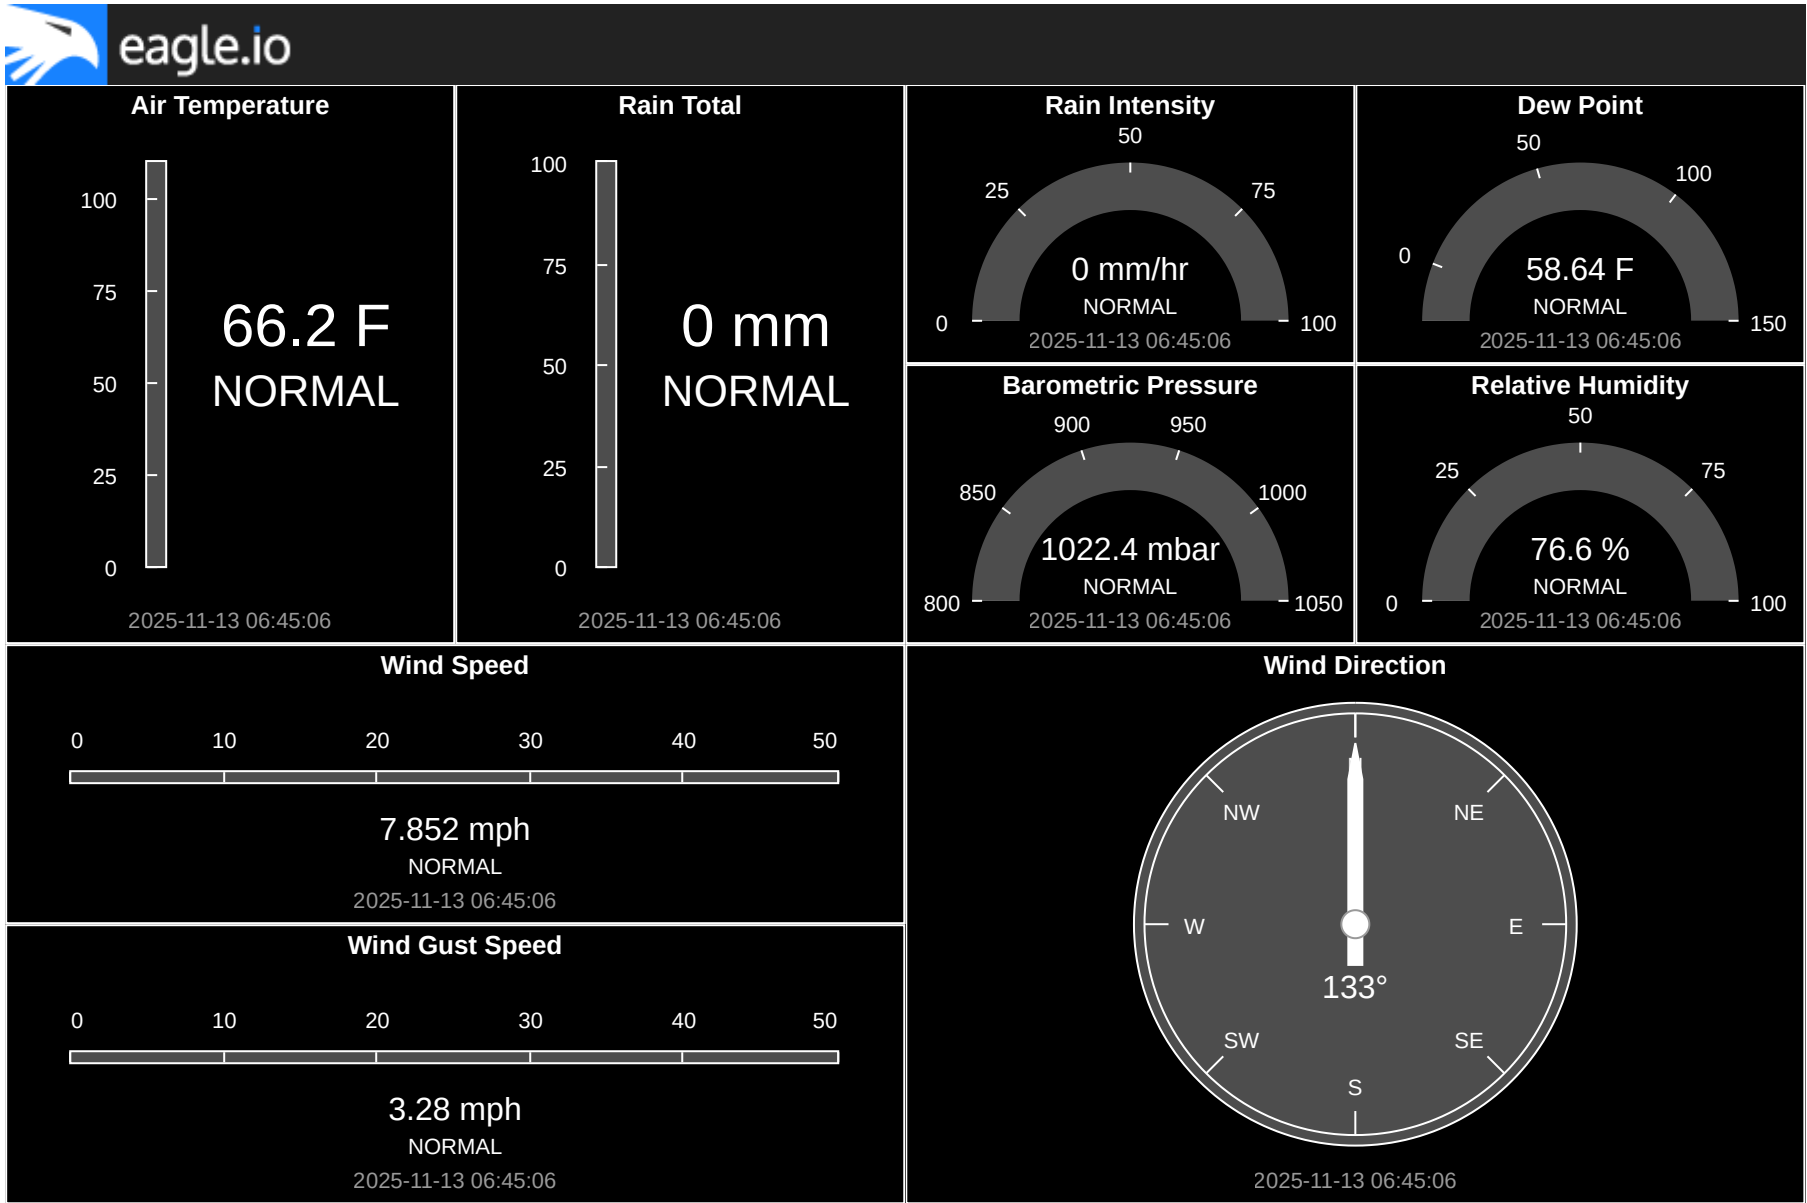 eagle.io
Air Temperature
100
75
50
25
0
66.2 F
NORMAL
2025-11-13 06:45:06
Rain Total
100
75
50
25
0
0 mm
NORMAL
2025-11-13 06:45:06
Rain Intensity
50
25
75
0
100
0 mm/hr
NORMAL
2025-11-13 06:45:06
Dew Point
50
100
0
150
58.64 F
NORMAL
2025-11-13 06:45:06
Barometric Pressure
900
950
850
1000
800
1050
1022.4 mbar
NORMAL
2025-11-13 06:45:06
Relative Humidity
50
25
75
0
100
76.6 %
NORMAL
2025-11-13 06:45:06
Wind Speed
0 10 20 30 40 50
7.852 mph
NORMAL
2025-11-13 06:45:06
Wind Gust Speed
0 10 20 30 40 50
3.28 mph
NORMAL
2025-11-13 06:45:06
Wind Direction
NW NE
W E
133°
SW SE
S
2025-11-13 06:45:06